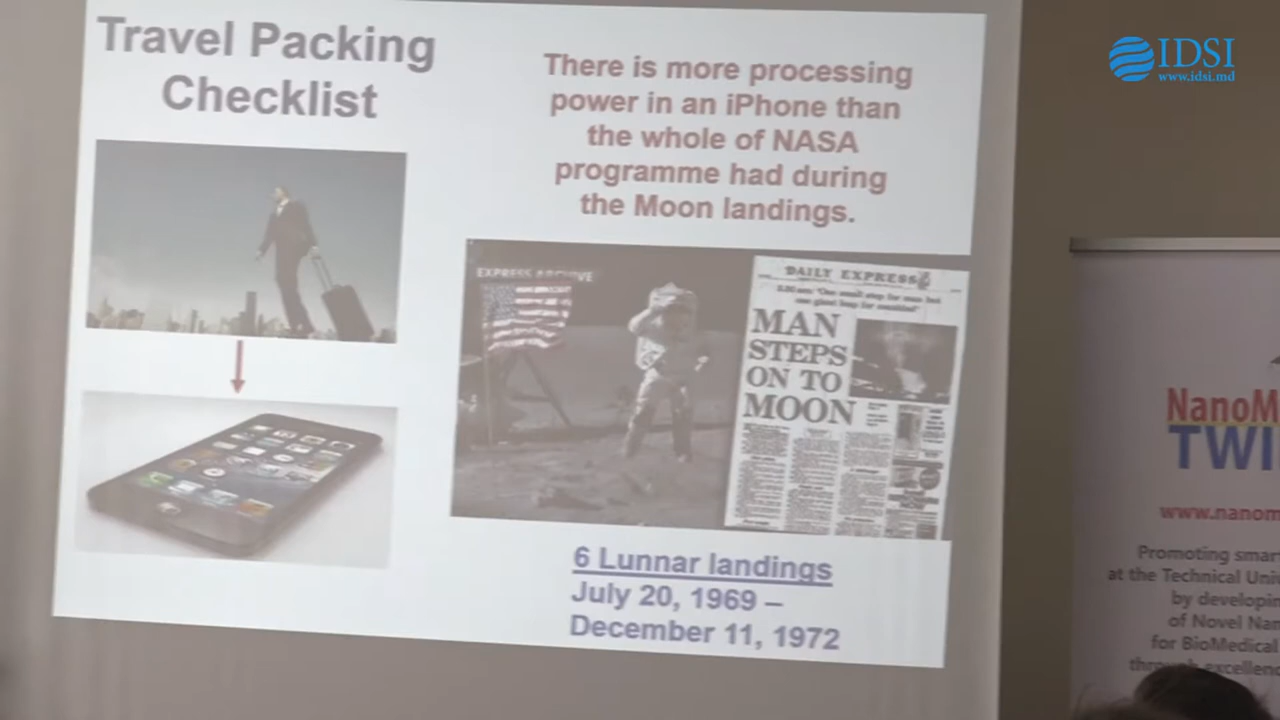 Travel Packing
Checklist
There is more processing
power in an iPhone than
the whole of NASA
programme had during
the Moon landings.
EXPRESS ARCHIVE
DAILY EXPRESS
MAN
STEPS
ON TO
MOON
6 Lunnar landings
July 20, 1969 –
December 11, 1972
IDSI
www.idsi.md
NanoM
TWI
www.nanom
Promoting smar
at the Technical Uni
by developin
of Novel Nan
for BioMedical
through excellenc